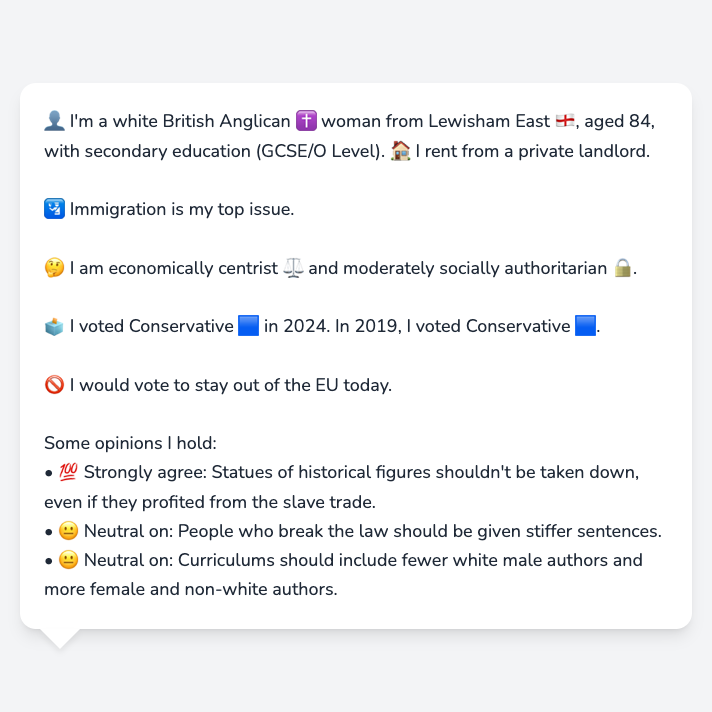 👤 I'm a white British Anglican ✝️ woman from Lewisham East 🏴󠁧󠁢󠁥󠁮󠁧󠁿, aged 84,
with secondary education (GCSE/O Level). 🏠 I rent from a private landlord.
🛂 Immigration is my top issue.
🤔 I am economically centrist ⚖️ and moderately socially authoritarian 🔒.
🗳️ I voted Conservative 🟦 in 2024. In 2019, I voted Conservative 🟦.
🚫 I would vote to stay out of the EU today.
Some opinions I hold:
• 💯 Strongly agree: Statues of historical figures shouldn't be taken down,
even if they profited from the slave trade.
• 😐 Neutral on: People who break the law should be given stiffer sentences.
• 😐 Neutral on: Curriculums should include fewer white male authors and
more female and non-white authors.